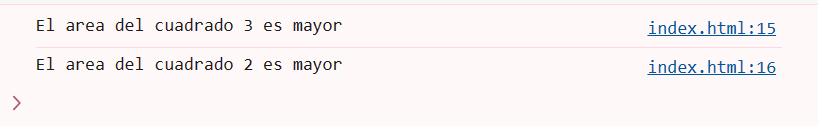 El area del cuadrado 3 es mayor index.html:15
El area del cuadrado 2 es mayor index.html:16